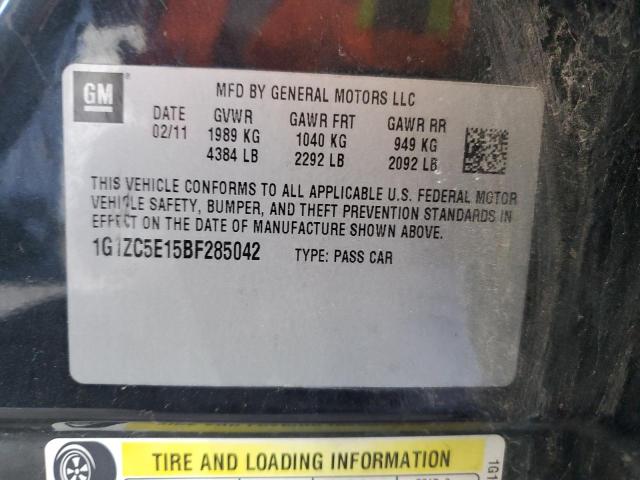 GM
MFD BY GENERAL MOTORS LLC
DATE GVWR GAWR FRT GAWR RR
02/11 1989 KG 1040 KG 949 KG
4384 LB 2292 LB 2092 LB
THIS VEHICLE CONFORMS TO ALL APPLICABLE U.S. FEDERAL MOTOR
VEHICLE SAFETY, BUMPER, AND THEFT PREVENTION STANDARDS IN
EFFECT ON THE DATE OF MANUFACTURE SHOWN ABOVE.
1G1ZC5E15BF285042 TYPE: PASS CAR
TIRE AND LOADING INFORMATION
1G1